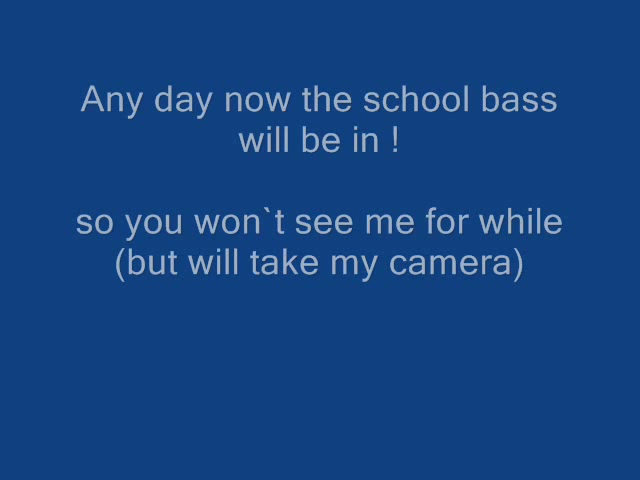 Any day now the school bass
will be in !
so you won`t see me for while
(but will take my camera)